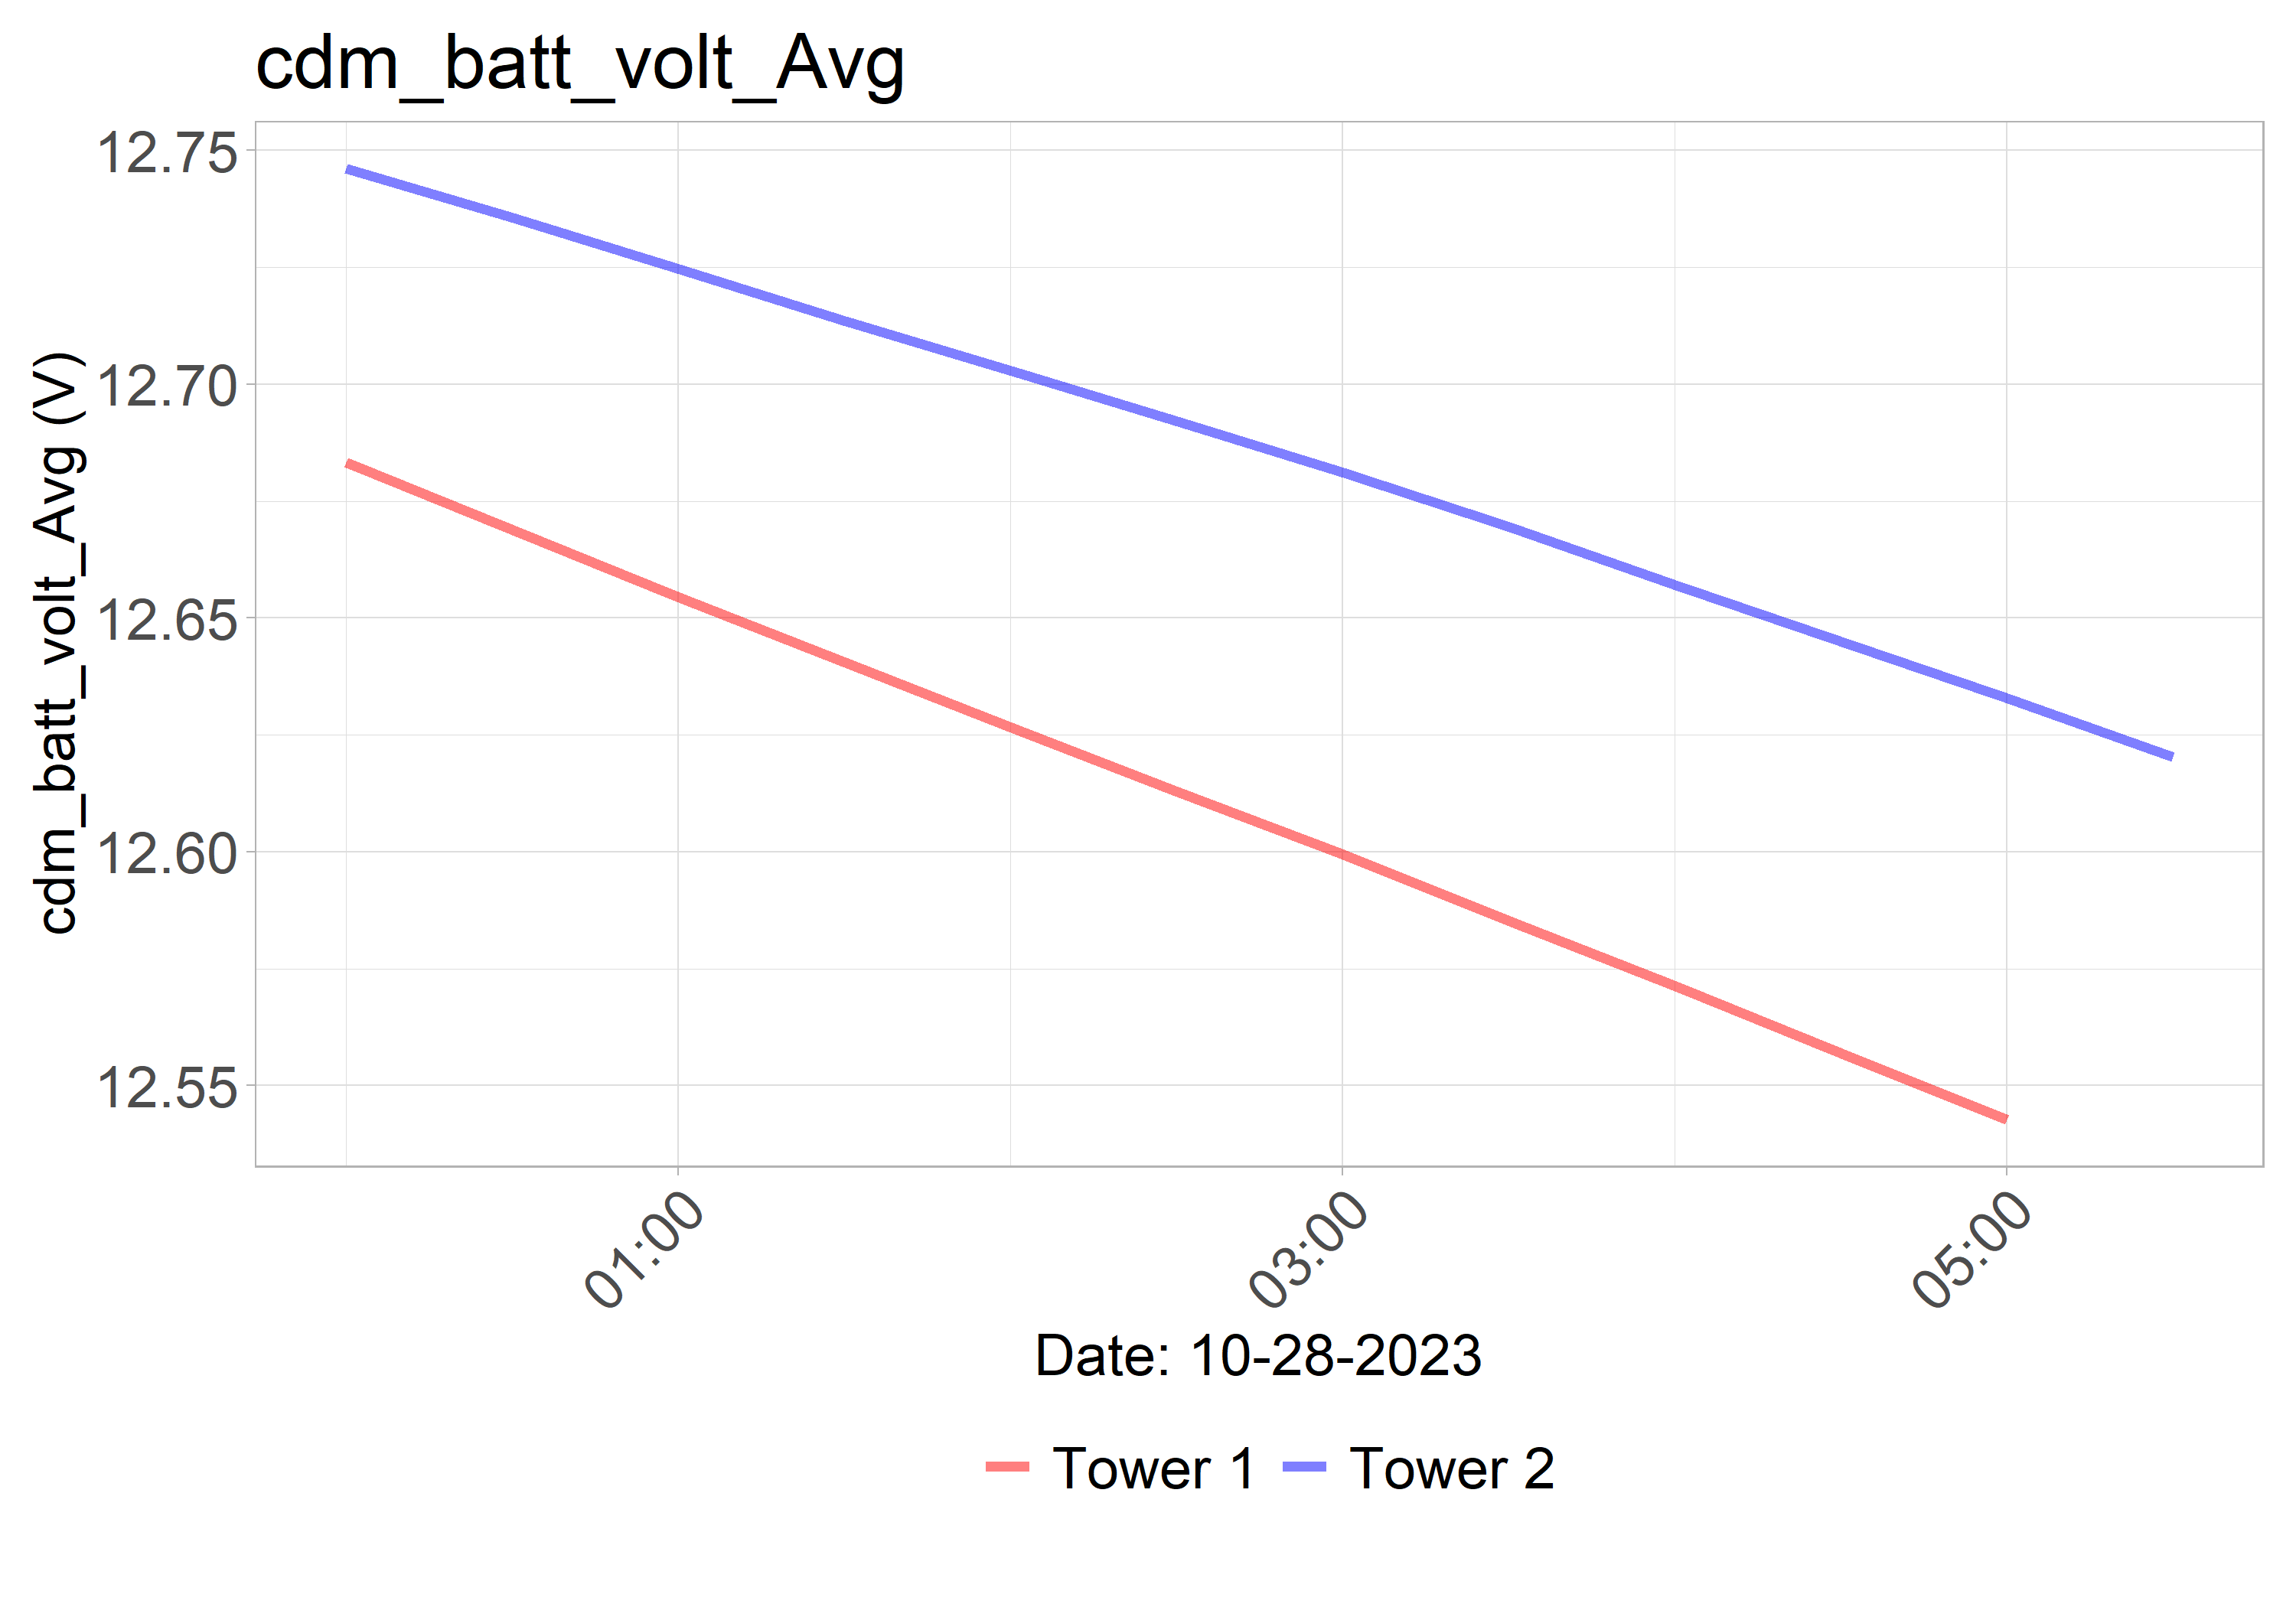 cdm_batt_volt_Avg
cdm_batt_volt_Avg (V)
12.75
12.70
12.65
12.60
12.55
01:00
03:00
05:00
Date: 10-28-2023
Tower 1
Tower 2